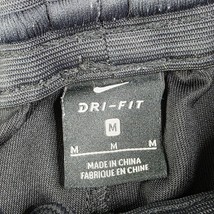 DRI-FIT
M
M M M
MADE IN CHINA
FABRIQUÉ EN CHINE